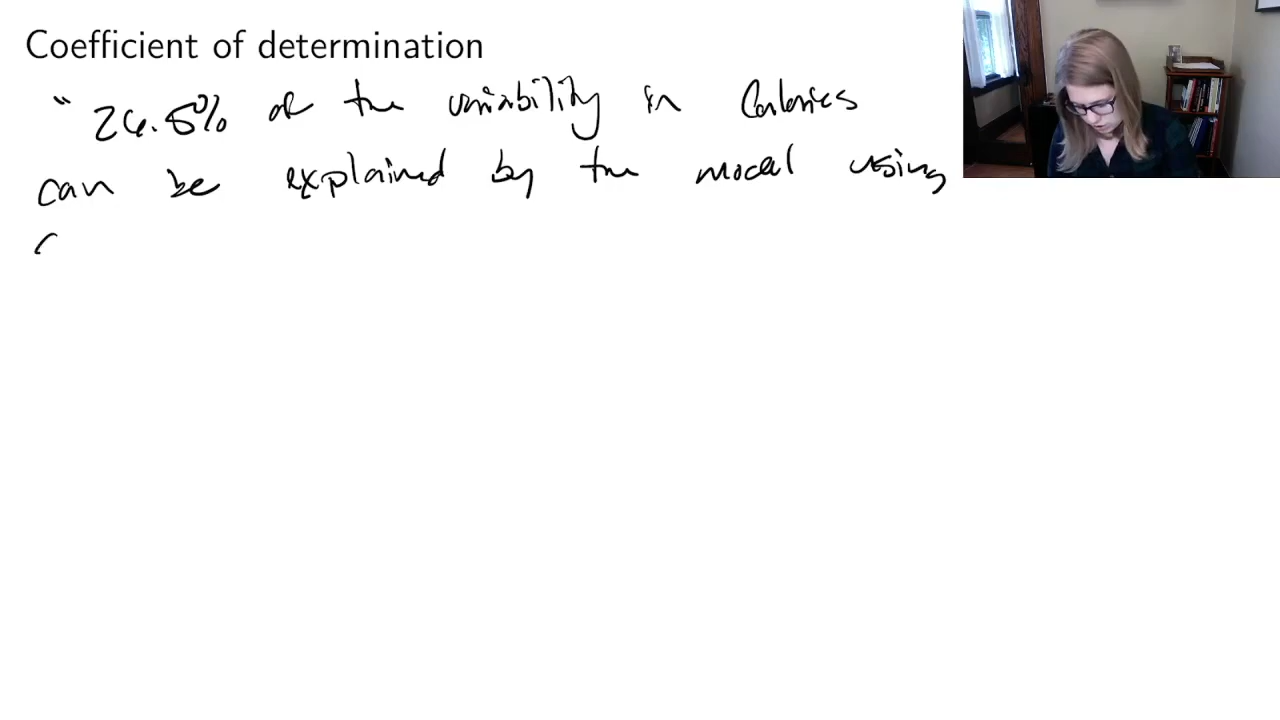 Coefficient of determination
“ 26.5% of the variability in Calories
can be explained by the model using